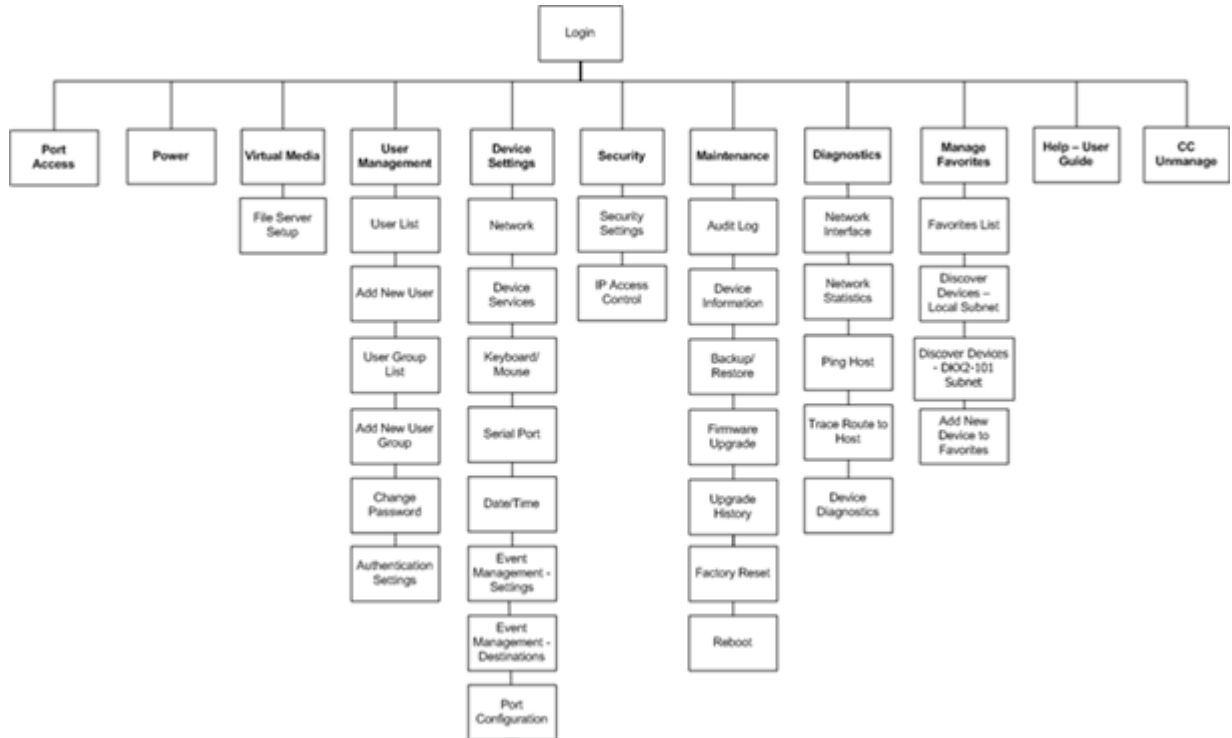 Login
Port
Access
Power
Virtual Media
File Server
Setup
User
Management
User List
Add New User
User Group
List
Add New User
Group
Change
Password
Authentication
Settings
Device
Settings
Network
Device
Services
Keyboard/
Mouse
Serial Port
Date/Time
Event
Management -
Settings
Event
Management -
Destinations
Port
Configuration
Security
Security
Settings
IP Access
Control
Maintenance
Audit Log
Device
Information
Backup/
Restore
Firmware
Upgrade
Upgrade
History
Factory Reset
Reboot
Diagnostics
Network
Interface
Network
Statistics
Ping Host
Trace Route to
Host
Device
Diagnostics
Manage
Favorites
Favorites List
Discover
Devices –
Local Subnet
Discover Devices
- DKX2-101
Subnet
Add New
Device to
Favorites
Help – User
Guide
CC
Unmanage